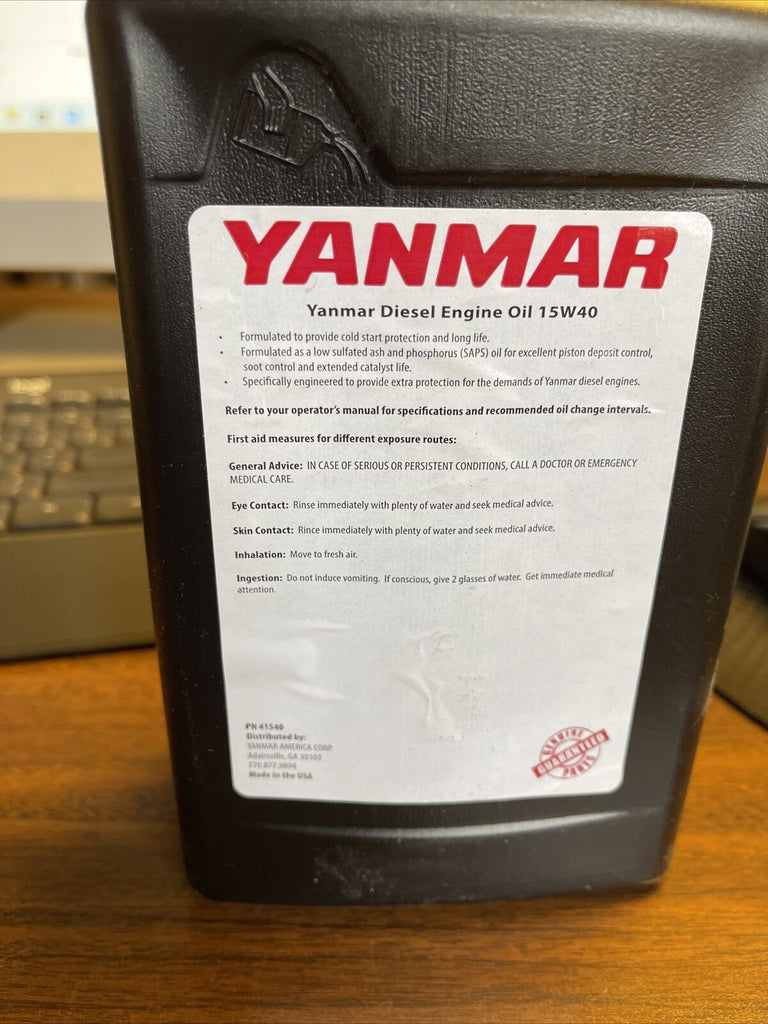 YANMAR
Yanmar Diesel Engine Oil 15W40
• Formulated to provide cold start protection and long life.
• Formulated as a low sulfated ash and phosphorus (SAPS) oil for excellent piston deposit control,
soot control and extended catalyst life.
• Specifically engineered to provide extra protection for the demands of Yanmar diesel engines.
Refer to your operator's manual for specifications and recommended oil change intervals.
First aid measures for different exposure routes:
General Advice: IN CASE OF SERIOUS OR PERSISTENT CONDITIONS, CALL A DOCTOR OR EMERGENCY
MEDICAL CARE.
Eye Contact: Rinse immediately with plenty of water and seek medical advice.
Skin Contact: Rince immediately with plenty of water and seek medical advice.
Inhalation: Move to fresh air.
Ingestion: Do not induce vomiting. If conscious, give 2 glasses of water. Get immediate medical
attention.
PN 41540
Distributed by:
YANMAR AMERICA CORP.
Adairsville, GA 30103
770.877.9894
Made in the USA
GENUINE
GUARANTEED
PARTS